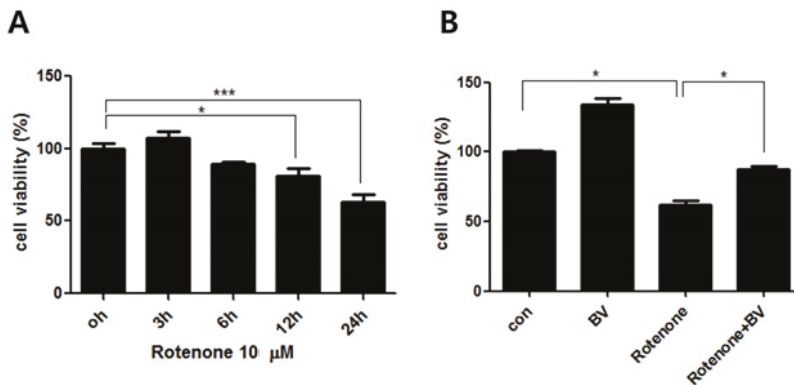 A
cell viability (%)
150
100
50
0
***
*
oh
3h
6h
12h
24h
Rotenone 10 μM
B
cell viability (%)
150
100
50
0
*
*
con
BV
Rotenone
Rotenone+BV